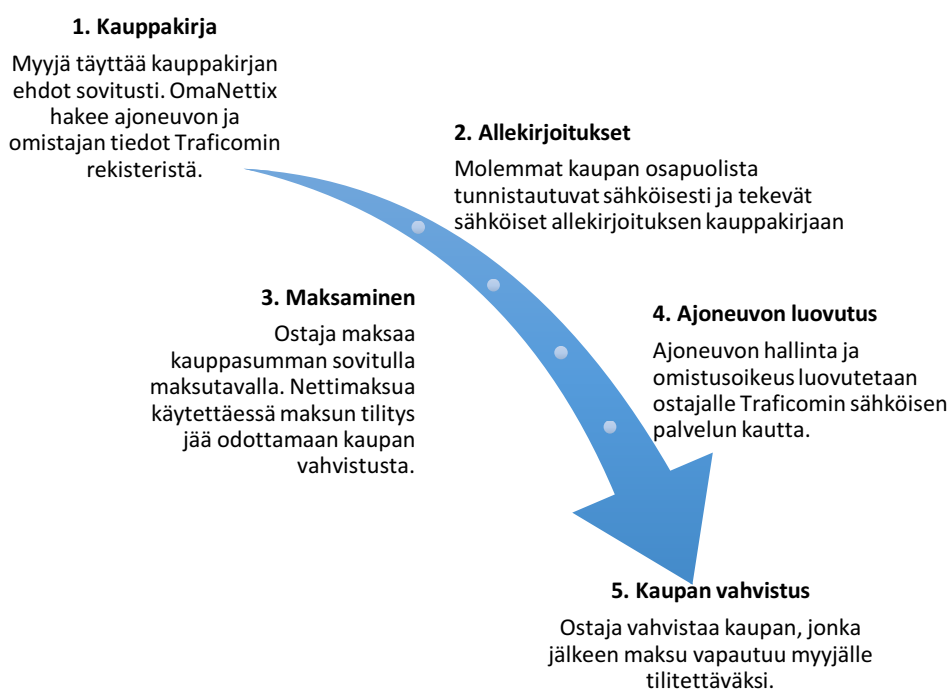 1. Kauppakirja
Myyjä täyttää kauppakirjan
ehdot sovitusti. OmaNettix
hakee ajoneuvon ja
omistajan tiedot Traficomin
rekisteristä.
2. Allekirjoitukset
Molemmat kaupan osapuolista
tunnistautuvat sähköisesti ja tekevät
sähköiset allekirjoituksen kauppakirjaan
3. Maksaminen
Ostaja maksaa
kauppasumman sovitulla
maksutavalla. Nettimaksua
käytettäessä maksun tilitys
jää odottamaan kaupan
vahvistusta.
4. Ajoneuvon luovutus
Ajoneuvon hallinta ja
omistusoikeus luovutetaan
ostajalle Traficomin sähköisen
palvelun kautta.
5. Kaupan vahvistus
Ostaja vahvistaa kaupan, jonka
jälkeen maksu vapautuu myyjälle
tilitettäväksi.